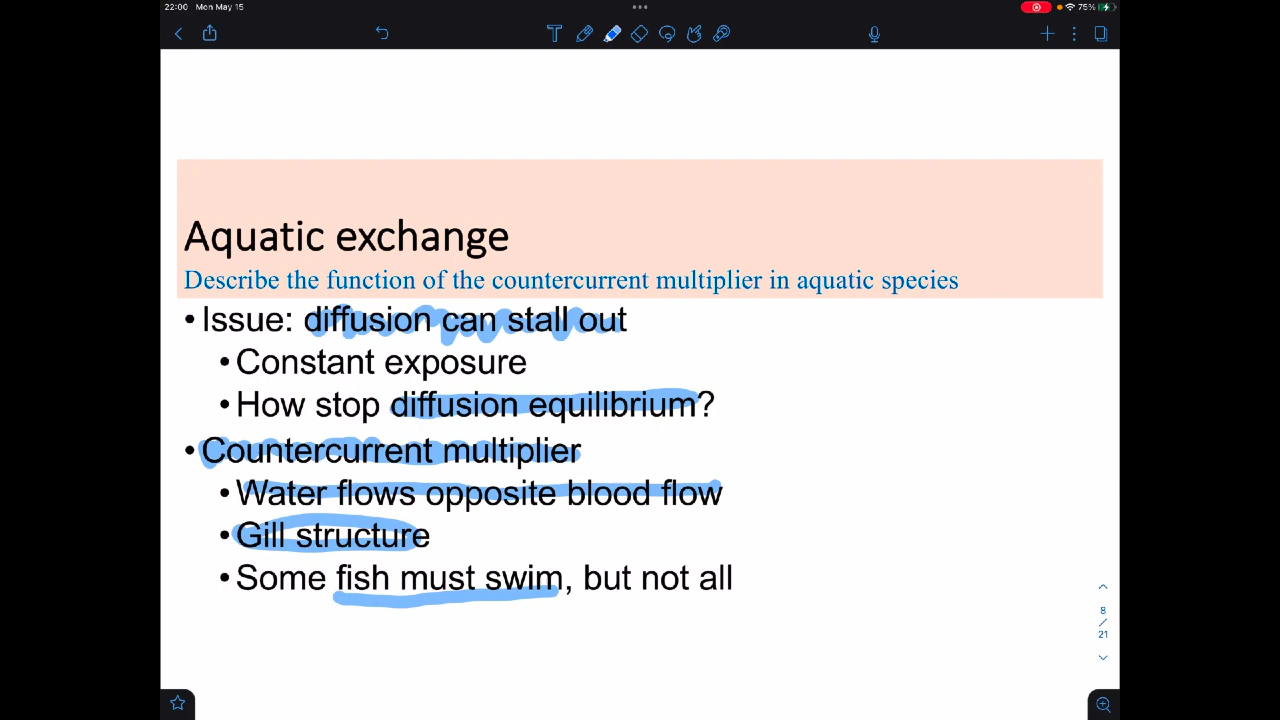 22:00 Mon May 15
75%
Aquatic exchange
Describe the function of the countercurrent multiplier in aquatic species
• Issue: diffusion can stall out
• Constant exposure
• How stop diffusion equilibrium?
• Countercurrent multiplier
• Water flows opposite blood flow
• Gill structure
• Some fish must swim, but not all
8
/
21